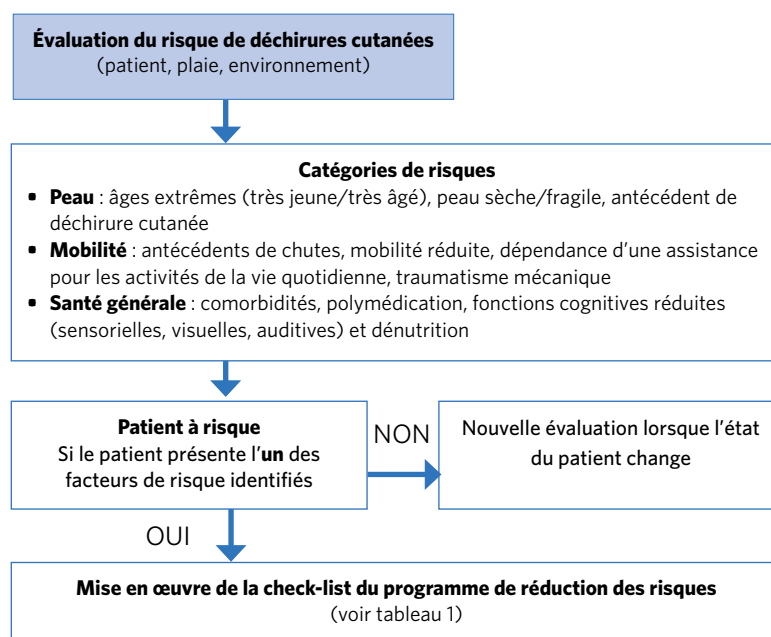 Évaluation du risque de déchirures cutanées
(patient, plaie, environnement)
Catégories de risques
• Peau : âges extrêmes (très jeune/très âgé), peau sèche/fragile, antécédent de
déchirure cutanée
• Mobilité : antécédents de chutes, mobilité réduite, dépendance d'une assistance
pour les activités de la vie quotidienne, traumatisme mécanique
• Santé générale : comorbidités, polymédication, fonctions cognitives réduites
(sensorielles, visuelles, auditives) et dénutrition
Patient à risque
Si le patient présente l'un des
facteurs de risque identifiés
NON
Nouvelle évaluation lorsque l'état
du patient change
OUI
Mise en œuvre de la check-list du programme de réduction des risques
(voir tableau 1)